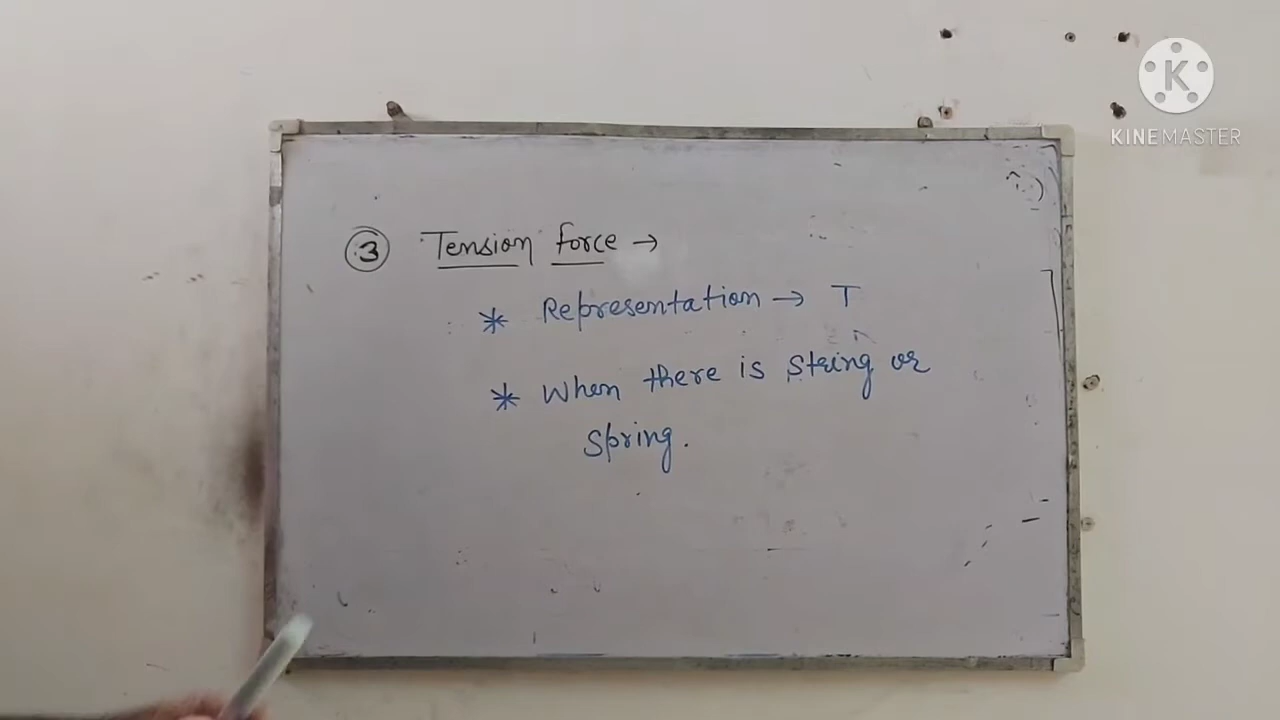 ③ Tension force →
* Representation → T
* When there is string or
spring.
K
KINEMASTER